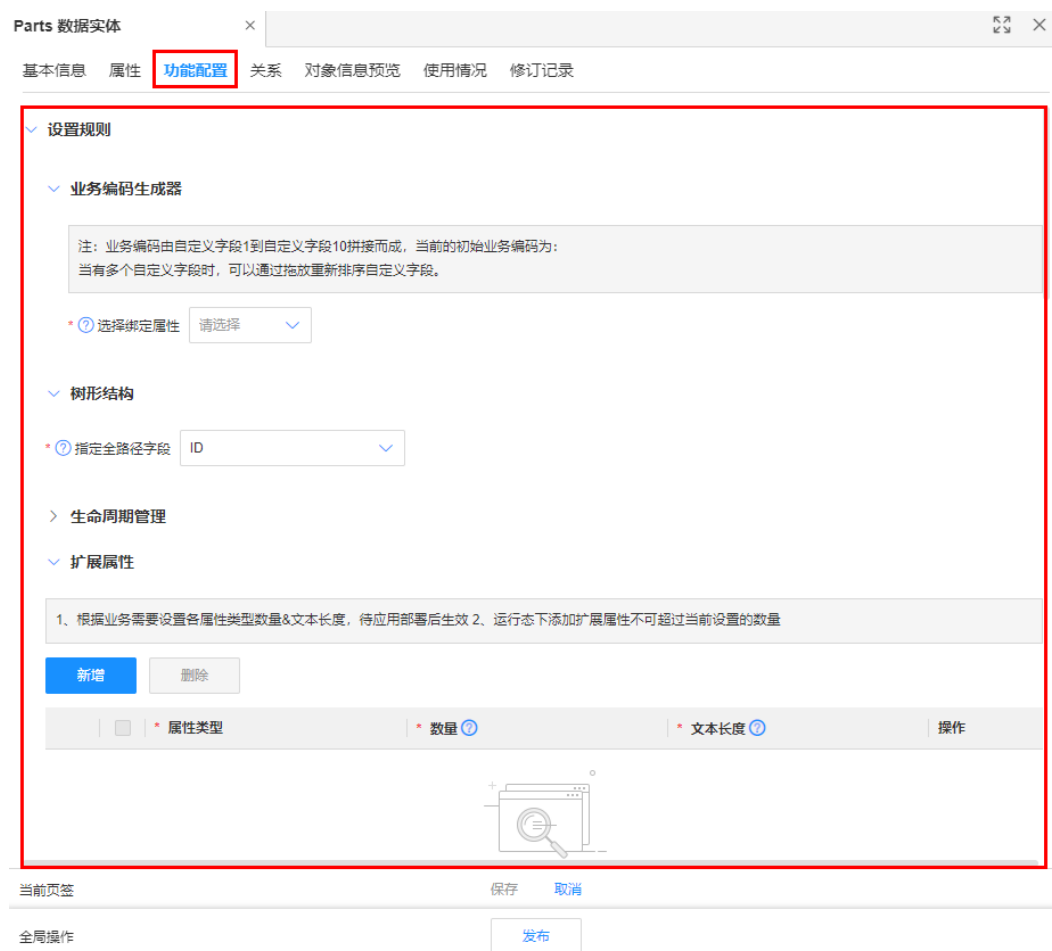 Parts 数据实体
基本信息 属性 功能配置 关系 对象信息预览 使用情况 修订记录
设置规则
业务编码生成器
注：业务编码由自定义字段1到自定义字段10拼接而成，当前的初始业务编码为：
当有多个自定义字段时，可以通过拖放重新排序自定义字段。
* 选择绑定属性 请选择
树形结构
* 指定全路径字段 ID
生命周期管理
扩展属性
1、根据业务需要设置各属性类型数量&文本长度，待应用部署后生效 2、运行态下添加扩展属性不可超过当前设置的数量
新增 删除
* 属性类型 * 数量 * 文本长度 操作
当前页签 保存 取消
全局操作 发布